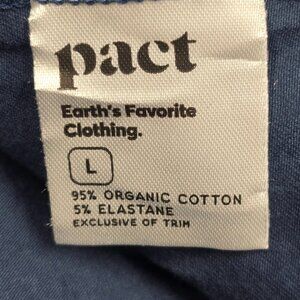 pact
Earth's Favorite
Clothing.
L
95% ORGANIC COTTON
5% ELASTANE
EXCLUSIVE OF TRIM